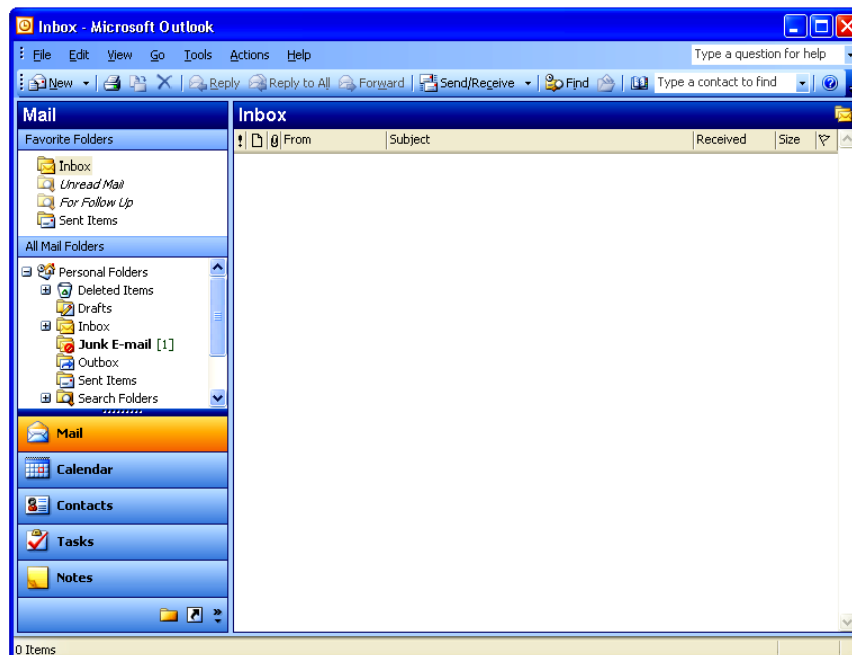 Inbox - Microsoft Outlook
File Edit View Go Tools Actions Help Type a question for help
New Reply Reply to All Forward Send/Receive Find Type a contact to find
Mail
Favorite Folders
Inbox
Unread Mail
For Follow Up
Sent Items
All Mail Folders
Personal Folders
Deleted Items
Drafts
Inbox
Junk E-mail [1]
Outbox
Sent Items
Search Folders
Mail
Calendar
Contacts
Tasks
Notes
Inbox
From Subject Received Size
0 Items